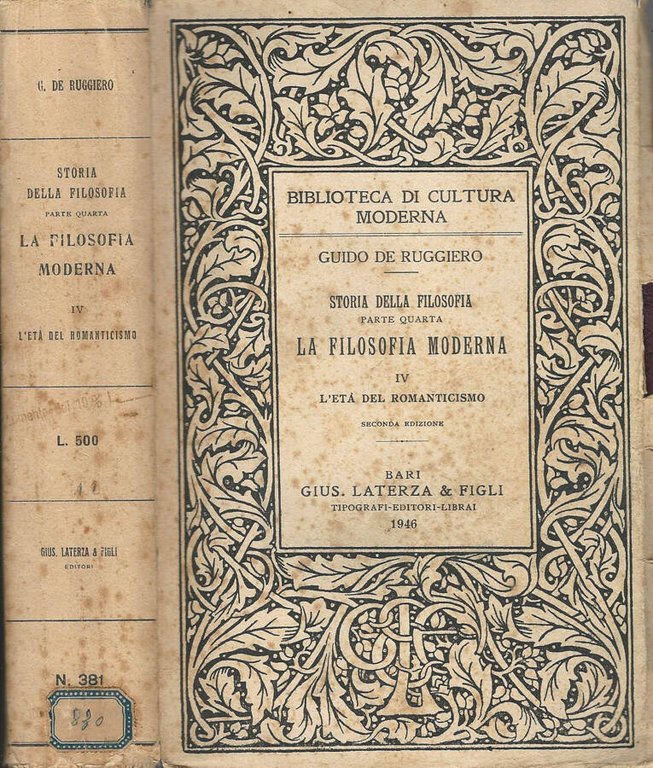 G. DE RUGGIERO
STORIA
DELLA FILOSOFIA
PARTE QUARTA
LA FILOSOFIA
MODERNA
IV
L'ETÀ DEL ROMANTICISMO
L. 500
GIUS. LATERZA & FIGLI
EDITORI
N. 381
820
BIBLIOTECA DI CULTURA
MODERNA
GUIDO DE RUGGIERO
STORIA DELLA FILOSOFIA
PARTE QUARTA
LA FILOSOFIA MODERNA
IV
L'ETÁ DEL ROMANTICISMO
SECONDA EDIZIONE
BARI
GIUS. LATERZA & FIGLI
TIPOGRAFI-EDITORI-LIBRAI
1946